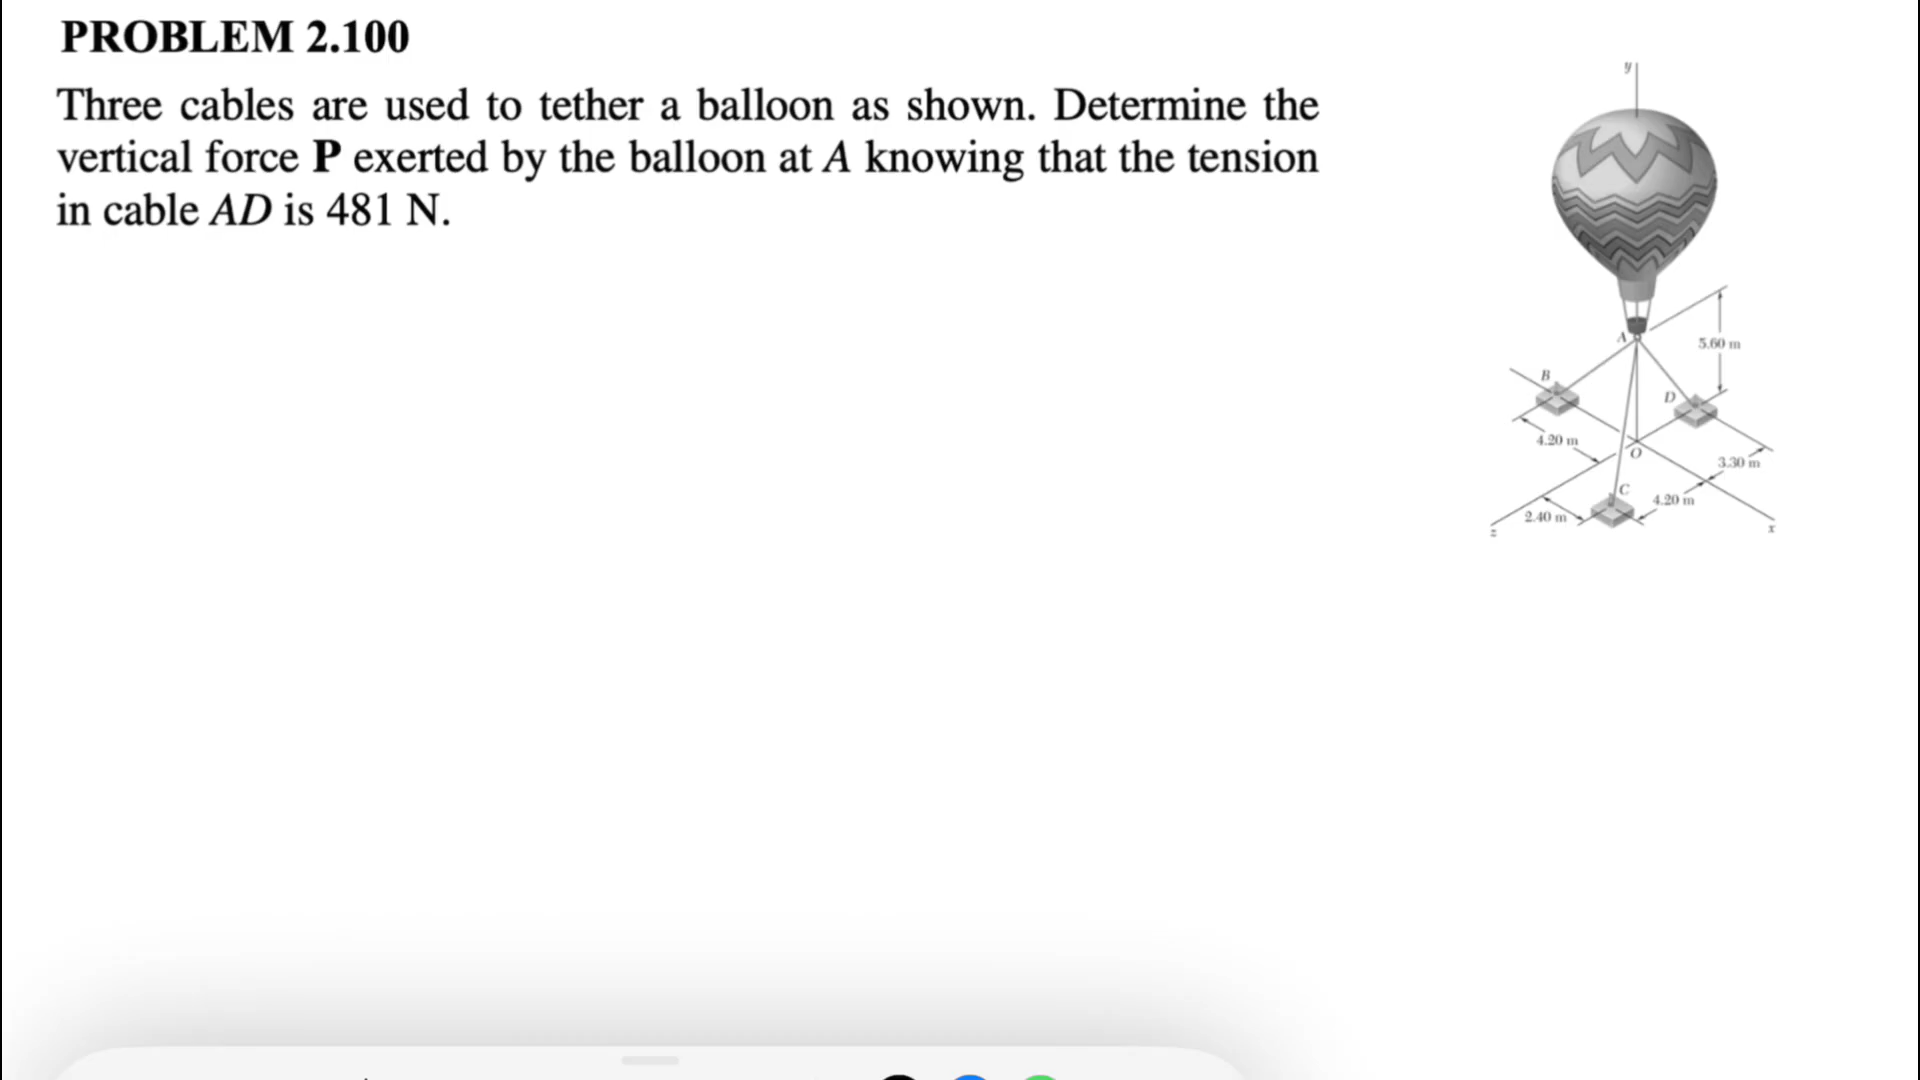 PROBLEM 2.100
Three cables are used to tether a balloon as shown. Determine the
vertical force P exerted by the balloon at A knowing that the tension
in cable AD is 481 N.
y
A
5.60 m
B
D
4.20 m
O
3.30 m
C
4.20 m
2.40 m
z
x